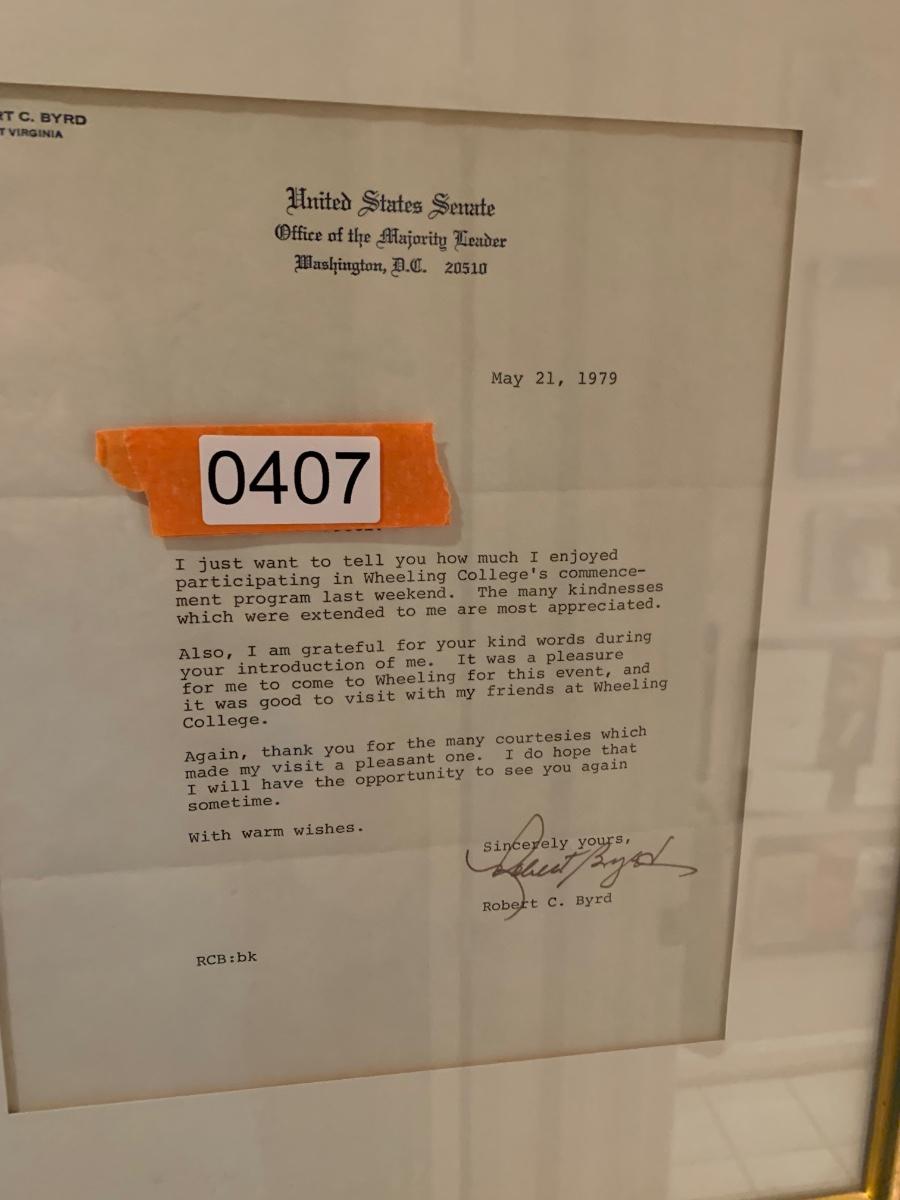 RT C. BYRD
T VIRGINIA
United States Senate
Office of the Majority Leader
Washington, D.C. 20510
May 21, 1979
0407
I just want to tell you how much I enjoyed
participating in Wheeling College's commence-
ment program last weekend. The many kindnesses
which were extended to me are most appreciated.
Also, I am grateful for your kind words during
your introduction of me. It was a pleasure
for me to come to Wheeling for this event, and
it was good to visit with my friends at Wheeling
College.
Again, thank you for the many courtesies which
made my visit a pleasant one. I do hope that
I will have the opportunity to see you again
sometime.
With warm wishes.
Sincerely yours,
Robert Byrd
Robert C. Byrd
RCB:bk